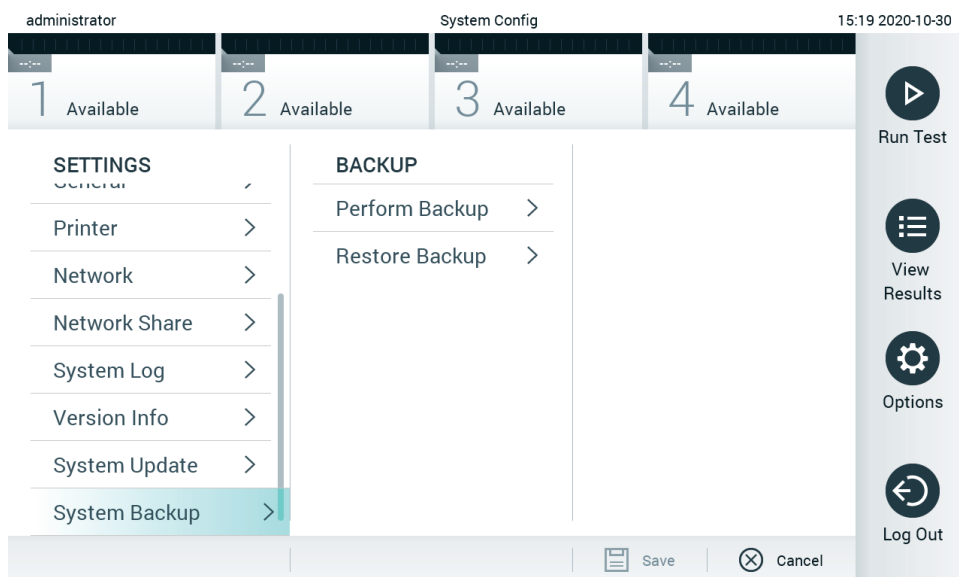 administrator
System Config
15:19 2020-10-30
--:--
--:--
--:--
--:--
1 Available
2 Available
3 Available
4 Available
Run Test
View
Results
Options
Log Out
SETTINGS
General
Printer
Network
Network Share
System Log
Version Info
System Update
System Backup
BACKUP
Perform Backup
Restore Backup
Save
Cancel